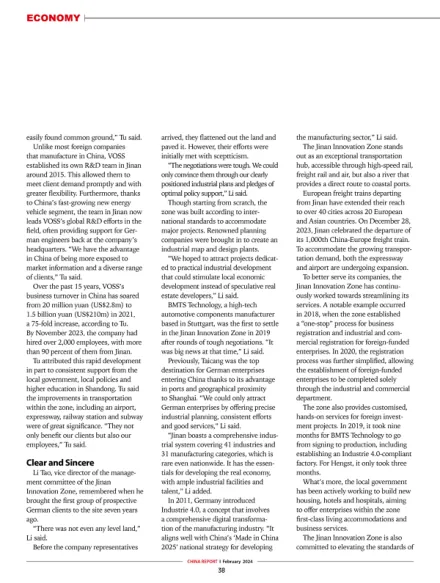 ECONOMY
easily found common ground," Tu said.
Unlike most foreign companies
that manufacture in China, VOSS
established its own R&D team in Jinan
around 2015. This allowed them to
meet client demand promptly and with
greater flexibility. Furthermore, thanks
to China's fast-growing new energy
vehicle segment, the team in Jinan now
leads VOSS's global R&D efforts in the
field, often providing support for Ger-
man engineers back at the company's
headquarters. "We have the advantage
in China of being more exposed to
market information and a diverse range
of clients," Tu said.
Over the past 15 years, VOSS's
business turnover in China has soared
from 20 million yuan (US$2.8m) to
1.5 billion yuan (US$210m) in 2021,
a 75-fold increase, according to Tu.
By November 2023, the company had
hired over 2,000 employees, with more
than 90 percent of them from Jinan.
Tu attributed this rapid development
in part to consistent support from the
local government, local policies and
higher education in Shandong. Tu said
the improvements in transportation
within the zone, including an airport,
expressway, railway station and subway
were of great significance. "They not
only benefit our clients but also our
employees," Tu said.
Clear and Sincere
Li Tao, vice director of the manage-
ment committee of the Jinan
Innovation Zone, remembered when he
brought the first group of prospective
German clients to the site seven years
ago.
"There was not even any level land,"
Li said.
Before the company representatives
arrived, they flattened out the land and
paved it. However, their efforts were
initially met with scepticism.
"The negotiations were tough. We could
only convince them through our clearly
positioned industrial plans and pledges of
optimal policy support," Li said.
Though starting from scratch, the
zone was built according to inter-
national standards to accommodate
major projects. Renowned planning
companies were brought in to create an
industrial map and design plants.
"We hoped to attract projects dedicat-
ed to practical industrial development
that could stimulate local economic
development instead of speculative real
estate developers," Li said.
BMTS Technology, a high-tech
automotive components manufacturer
based in Stuttgart, was the first to settle
in the Jinan Innovation Zone in 2019
after rounds of tough negotiations. "It
was big news at that time," Li said.
Previously, Taicang was the top
destination for German enterprises
entering China thanks to its advantage
in ports and geographical proximity
to Shanghai. "We could only attract
German enterprises by offering precise
industrial planning, consistent efforts
and good services," Li said.
"Jinan boasts a comprehensive indus-
trial system covering 41 industries and
31 manufacturing categories, which is
rare even nationwide. It has the essen-
tials for developing the real economy,
with ample industrial facilities and
talent," Li added.
In 2011, Germany introduced
Industrie 4.0, a concept that involves
a comprehensive digital transforma-
tion of the manufacturing industry. "It
aligns well with China's 'Made in China
2025' national strategy for developing
the manufacturing sector," Li said.
The Jinan Innovation Zone stands
out as an exceptional transportation
hub, accessible through high-speed rail,
freight rail and air, but also a river that
provides a direct route to coastal ports.
European freight trains departing
from Jinan have extended their reach
to over 40 cities across 20 European
and Asian countries. On December 28,
2023, Jinan celebrated the departure of
its 1,000th China-Europe freight train.
To accommodate the growing transpor-
tation demand, both the expressway
and airport are undergoing expansion.
To better serve its companies, the
Jinan Innovation Zone has continu-
ously worked towards streamlining its
services. A notable example occurred
in 2018, when the zone established
a "one-stop" process for business
registration and industrial and com-
mercial registration for foreign-funded
enterprises. In 2020, the registration
process was further simplified, allowing
the establishment of foreign-funded
enterprises to be completed solely
through the industrial and commercial
department.
The zone also provides customised,
hands-on services for foreign invest-
ment projects. In 2019, it took nine
months for BMTS Technology to go
from signing to production, including
establishing an Industrie 4.0-compliant
factory. For Hengst, it only took three
months.
What's more, the local government
has been actively working to build new
housing, hotels and hospitals, aiming
to offer enterprises within the zone
first-class living accommodations and
business services.
The Jinan Innovation Zone is also
committed to elevating the standards of
CHINA REPORT I February 2024
38